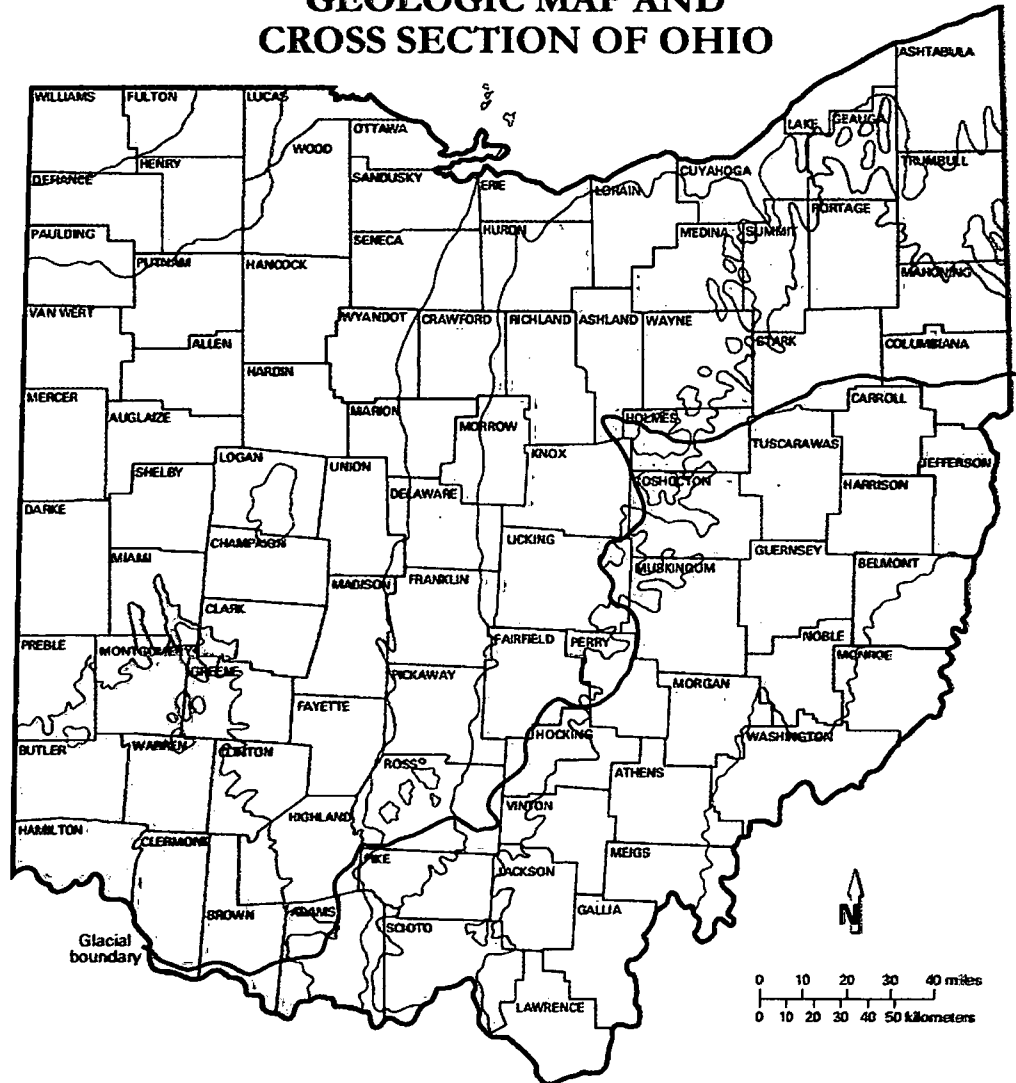 GEOLOGIC MAP AND
CROSS SECTION OF OHIO
ASHTABULA
WILLIAMS
FULTON
LUCAS
OTTAWA
LAKE
GEAUGA
WOOD
HENRY
TRUMBULL
DEFIANCE
SANDUSKY
ERIE
LORAIN
CUYAHOGA
PORTAGE
PAULDING
SENECA
HURON
MEDINA
SUMMIT
PUTNAM
HANCOCK
MAHONING
VAN WERT
WYANDOT
CRAWFORD
RICHLAND
ASHLAND
WAYNE
STARK
ALLEN
COLUMBIANA
HARDIN
MERCER
CARROLL
AUGLAIZE
MARION
MORROW
HOLMES
TUSCARAWAS
LOGAN
UNION
KNOX
JEFFERSON
SHELBY
DELAWARE
COSHOCTON
HARRISON
DARKE
CHAMPAIGN
LICKING
GUERNSEY
MIAMI
MADISON
FRANKLIN
MUSKINGUM
BELMONT
CLARK
PREBLE
MONTGOMERY
FAIRFIELD
PERRY
NOBLE
MONROE
GREENE
PICKAWAY
MORGAN
FAYETTE
BUTLER
WARREN
CLINTON
HOCKING
WASHINGTON
ROSS
ATHENS
HIGHLAND
VINTON
HAMILTON
CLERMONT
PIKE
JACKSON
MEIGS
BROWN
ADAMS
SCIOTO
GALLIA
N
Glacial
boundary
0 10 20 30 40 miles
0 10 20 30 40 50 kilometers
LAWRENCE